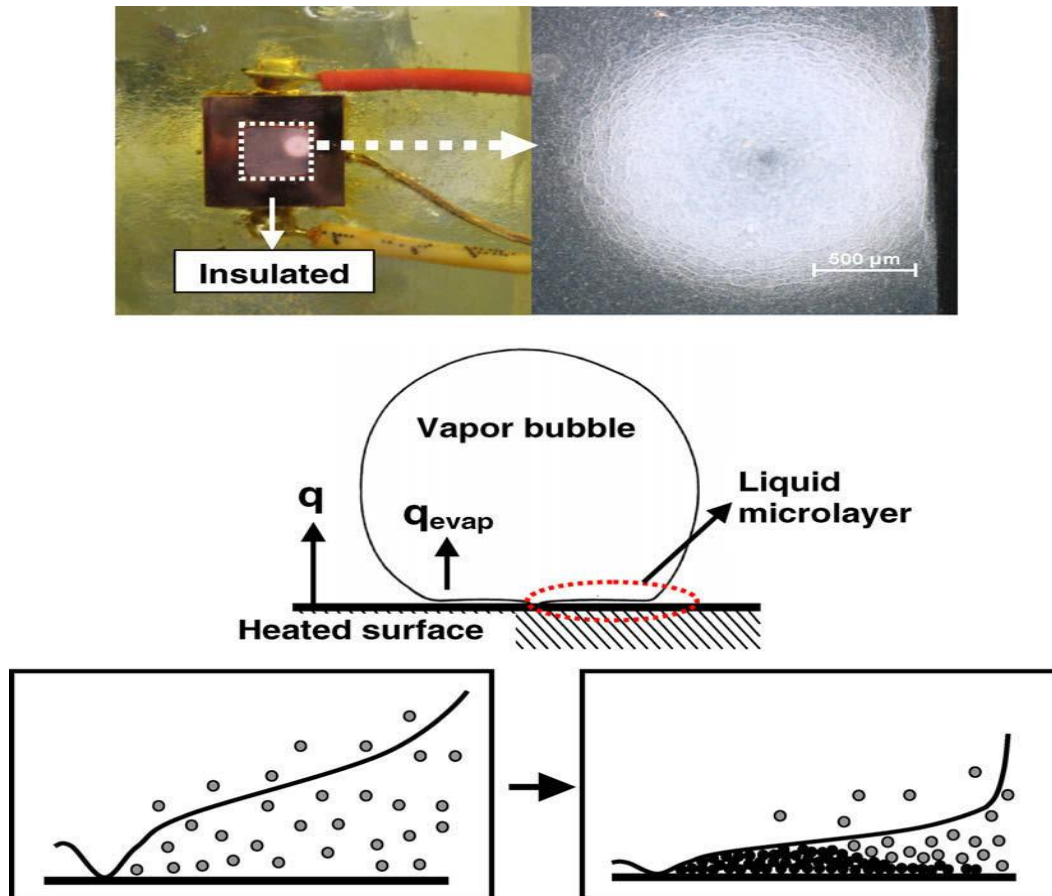 Insulated
500 µm
Vapor bubble
q
qevap
Liquid
microlayer
Heated surface